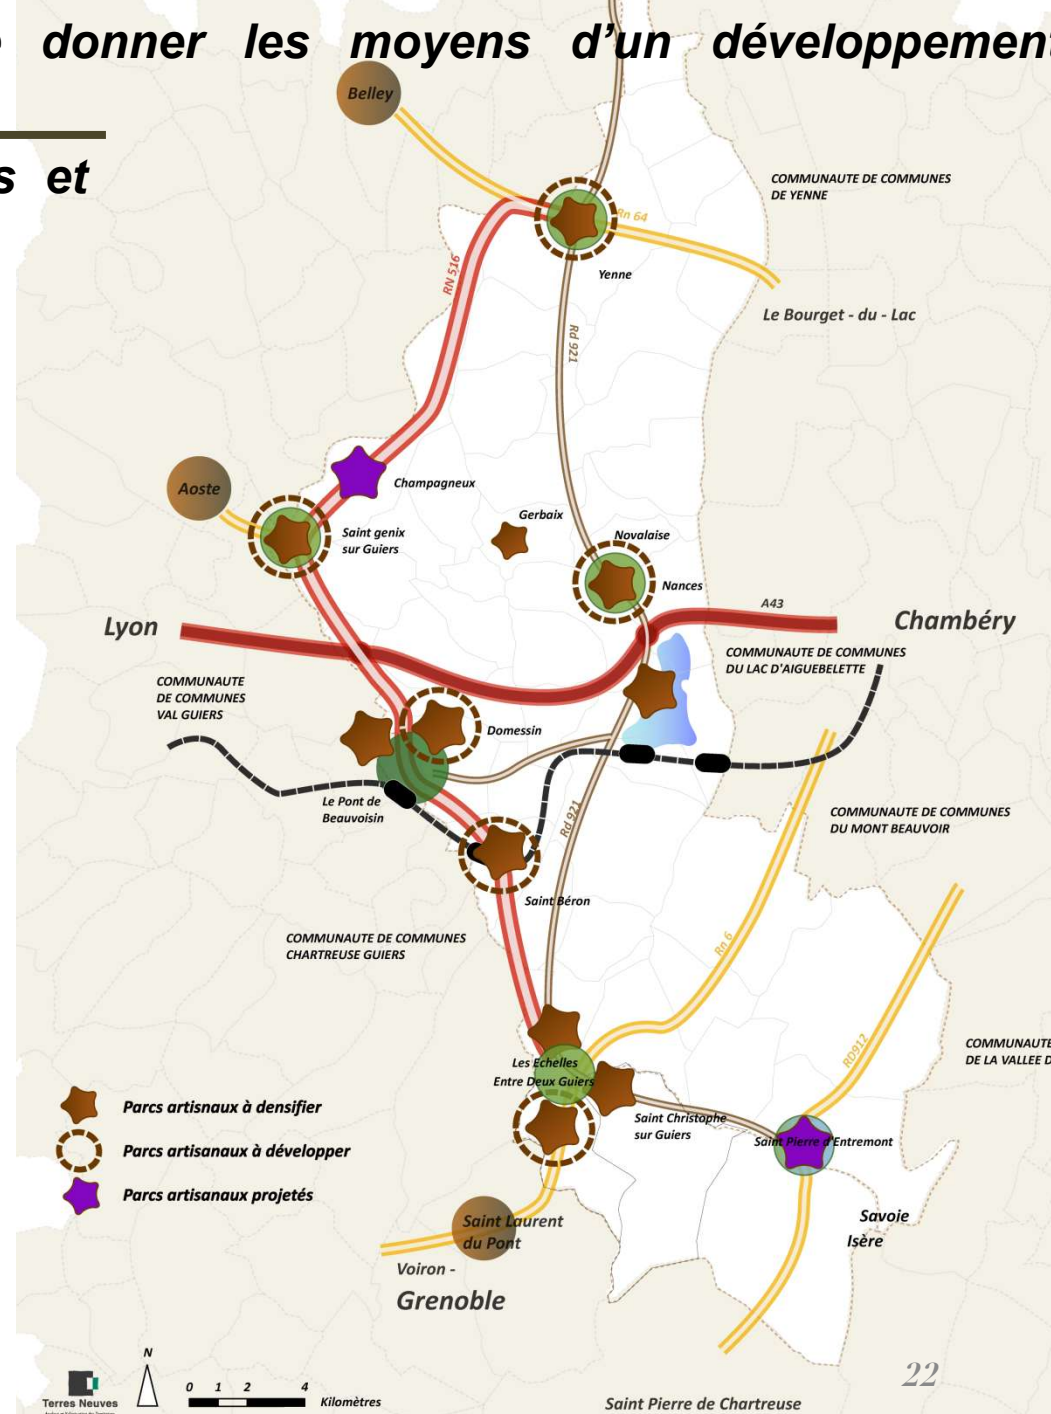 donner les moyens d’un développement
s et
Belley
COMMUNAUTE DE COMMUNES
DE YENNE
Rn 64
Yenne
RN 516
Le Bourget - du - Lac
Rd 921
Champagneux
Aoste
Gerbaix
Saint genix
sur Guiers
Novalaise
Nances
A43
Lyon
Chambéry
COMMUNAUTE DE COMMUNES
DU LAC D'AIGUEBELETTE
COMMUNAUTE
DE COMMUNES
VAL GUIERS
Domessin
Le Pont de
Beauvoisin
Rd 921
COMMUNAUTE DE COMMUNES
DU MONT BEAUVOIR
Saint Béron
COMMUNAUTE DE COMMUNES
CHARTREUSE GUIERS
Rn 6
RD912
COMMUNAUTE
DE LA VALLEE D
Les Echelles
Entre Deux Guiers
Parcs artisnaux à densifier
Saint Christophe
sur Guiers
Saint Pierre d'Entremont
Parcs artisanaux à développer
Parcs artisanaux projetés
Savoie
Isère
Saint Laurent
du Pont
Voiron -
Grenoble
N
0 1 2 4
Kilomètres
Terres Neuves
22
Saint Pierre de Chartreuse